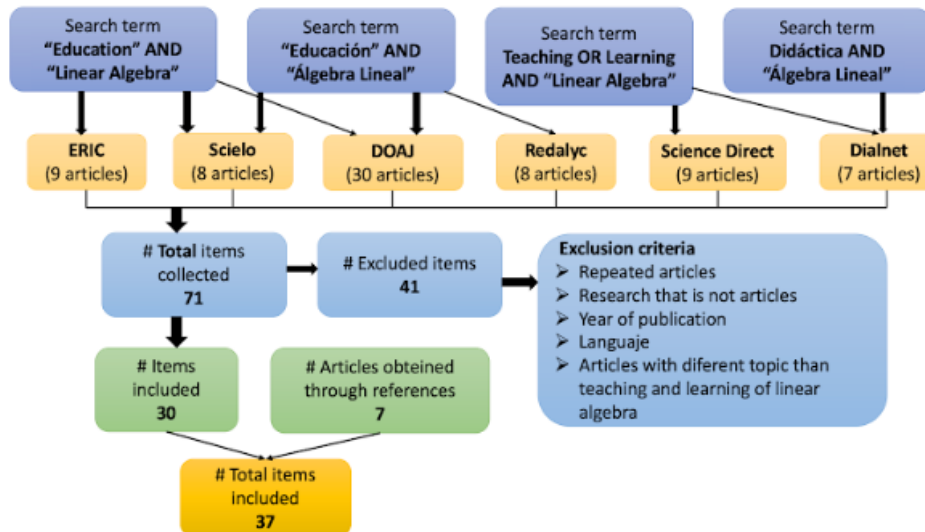 Search term
“Education” AND
“Linear Algebra”
Search term
“Educación” AND
“Álgebra Lineal”
Search term
Teaching OR Learning
AND “Linear Algebra”
Search term
Didáctica AND
“Álgebra Lineal”
ERIC
(9 articles)
Scielo
(8 articles)
DOAJ
(30 articles)
Redalyc
(8 articles)
Science Direct
(9 articles)
Dialnet
(7 articles)
# Total items
collected
71
# Excluded items
41
Exclusion criteria
➢ Repeated articles
➢ Research that is not articles
➢ Year of publication
➢ Languaje
➢ Articles with diferent topic than
teaching and learning of linear
algebra
# Items
included
30
# Articles obteined
through references
7
# Total items
included
37